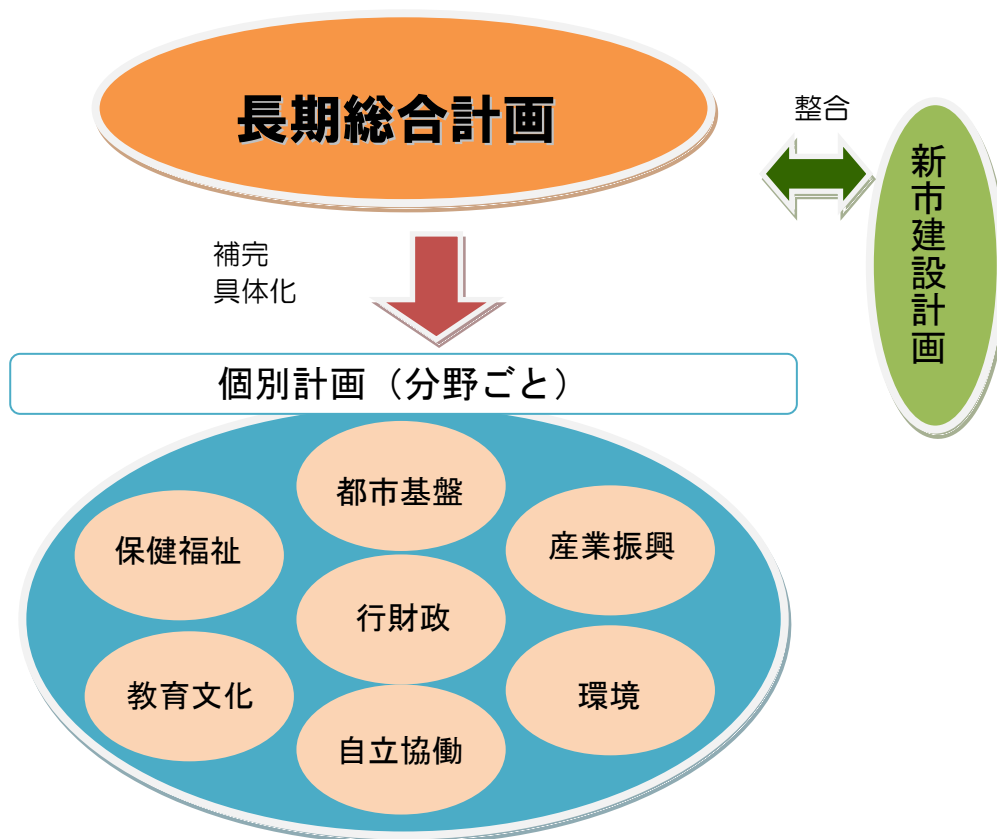 長期総合計画
整合
新市建設計画
補完
具体化
個別計画（分野ごと）
都市基盤
保健福祉
産業振興
行財政
教育文化
環境
自立協働